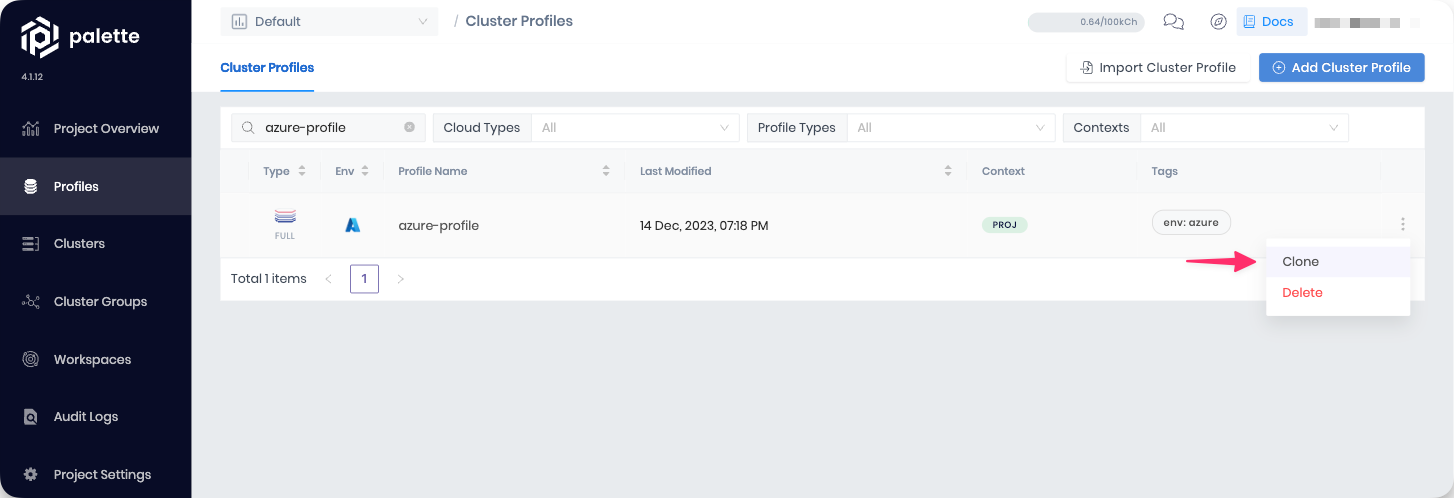 palette
4.1.12
Project Overview
Profiles
Clusters
Cluster Groups
Workspaces
Audit Logs
Project Settings
Default / Cluster Profiles 0.64/100kCh Docs
Cluster Profiles Import Cluster Profile Add Cluster Profile
azure-profile Cloud Types All Profile Types All Contexts All
Type Env Profile Name Last Modified Context Tags
FULL azure-profile 14 Dec, 2023, 07:18 PM PROJ env: azure
Total 1 items < 1 >
Clone
Delete